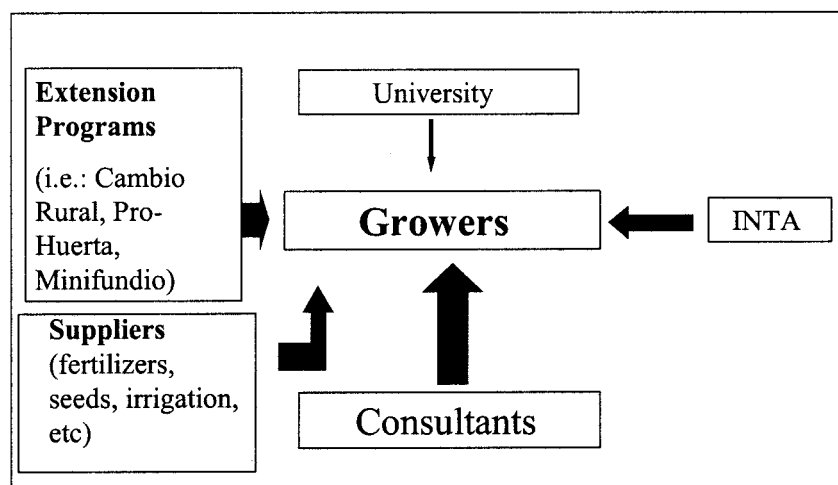 Extension
Programs
(i.e.: Cambio
Rural, Pro-
Huerta,
Minifundio)
University
Growers
INTA
Suppliers
(fertilizers,
seeds, irrigation,
etc)
Consultants